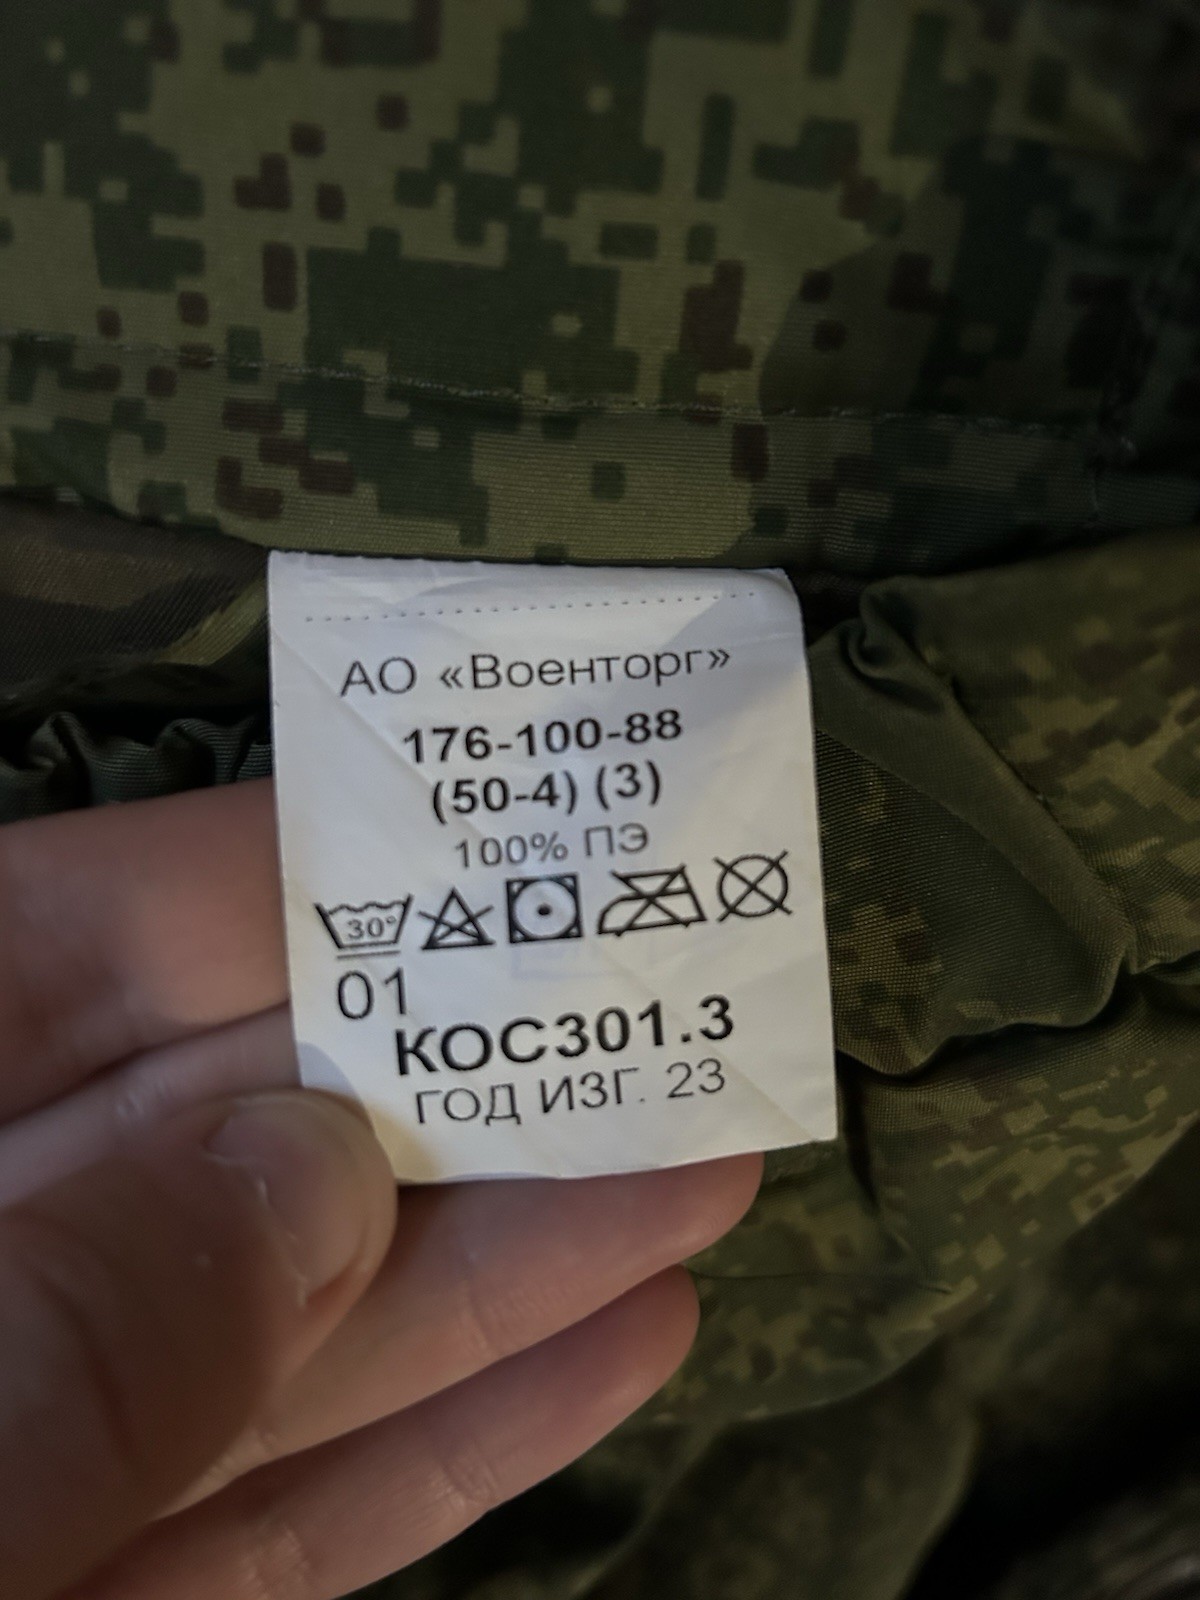 АО «Военторг»
176-100-88
(50-4) (3)
100% ПЭ
30°
01
КОС301.3
ГОД ИЗГ. 23